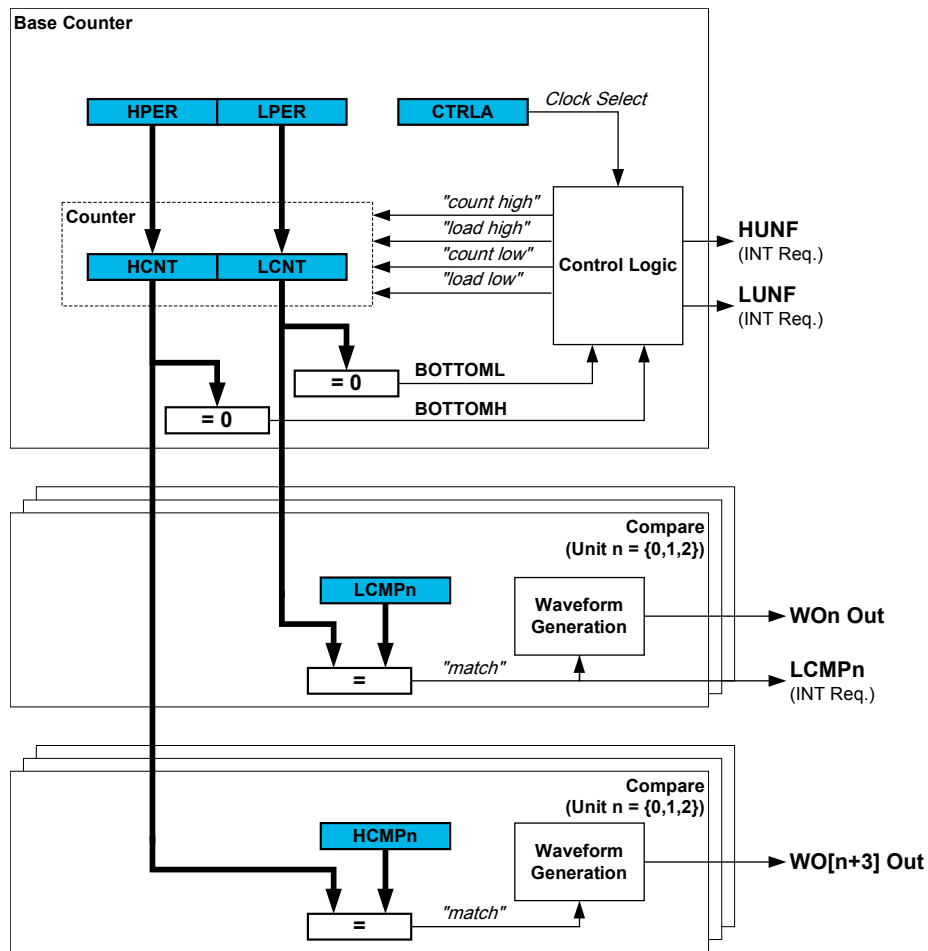 Base Counter
HPER
LPER
CTRLA
Clock Select
Counter
"count high"
"load high"
"count low"
"load low"
Control Logic
HUNF
(INT Req.)
LUNF
(INT Req.)
HCNT
LCNT
= 0
BOTTOML
= 0
BOTTOMH
Compare
(Unit n = {0,1,2})
LCMPn
Waveform
Generation
WOn Out
=
"match"
LCMPn
(INT Req.)
Compare
(Unit n = {0,1,2})
HCMPn
Waveform
Generation
WO[n+3] Out
=
"match"